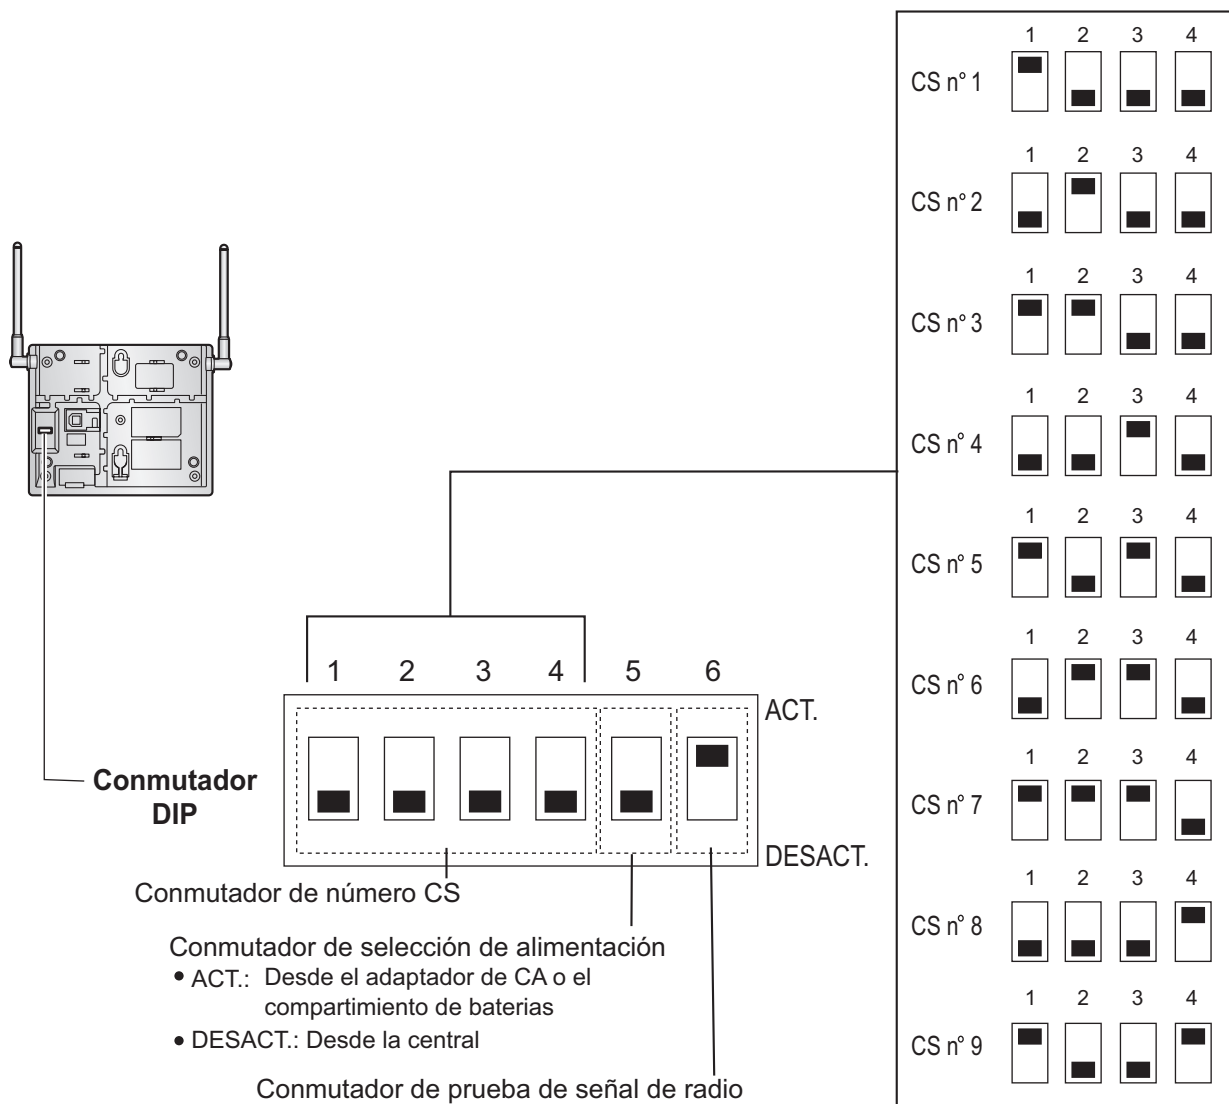 1 2 3 4
CS n° 1
1 2 3 4
CS n° 2
1 2 3 4
CS n° 3
1 2 3 4
CS n° 4
1 2 3 4
CS n° 5
1 2 3 4
CS n° 6
1 2 3 4
CS n° 7
1 2 3 4
CS n° 8
1 2 3 4
CS n° 9
1 2 3 4 5 6
ACT.
DESACT.
Conmutador
DIP
Conmutador de número CS
Conmutador de selección de alimentación
• ACT.: Desde el adaptador de CA o el
compartimiento de baterias
• DESACT.: Desde la central
Conmutador de prueba de señal de radio